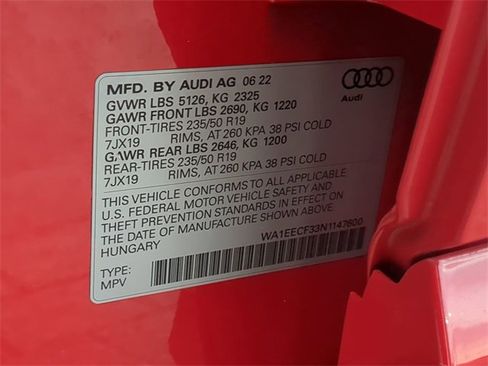 MFD. BY AUDI AG 06 22
GVWR LBS 5126, KG 2325
GAWR FRONT LBS 2690, KG 1220
FRONT-TIRES 235/50 R19
7JX19 RIMS, AT 260 KPA 38 PSI COLD
GAWR REAR LBS 2646, KG 1200
REAR-TIRES 235/50 R19
7JX19 RIMS, AT 260 KPA 38 PSI COLD
THIS VEHICLE CONFORMS TO ALL APPLICABLE
U.S. FEDERAL MOTOR VEHICLE SAFETY AND
THEFT PREVENTION STANDARDS IN EFFECT ON
THE DATE OF MANUFACTURE SHOWN ABOVE
HUNGARY
WA1EECF33N1147600
TYPE:
MPV
Audi